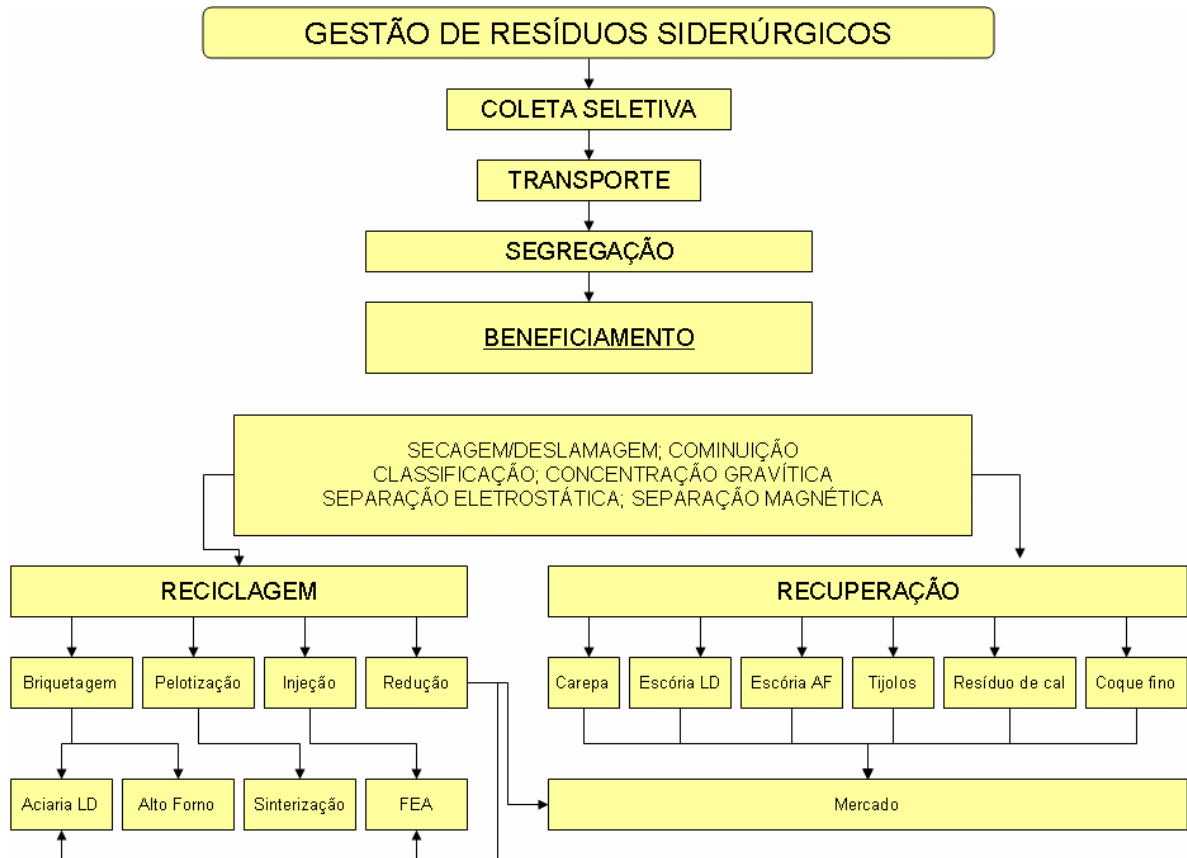 GESTÃO DE RESÍDUOS SIDERÚRGICOS
COLETA SELETIVA
TRANSPORTE
SEGREGAÇÃO
BENEFICIAMENTO
SECAGEM/DESLAMAGEM; COMINUIÇÃO
CLASSIFICAÇÃO; CONCENTRAÇÃO GRAVÍTICA
SEPARAÇÃO ELETROSTÁTICA; SEPARAÇÃO MAGNÉTICA
RECICLAGEM
RECUPERAÇÃO
Briquetagem
Pelotização
Injeção
Redução
Carepa
Escória LD
Escória AF
Tijolos
Resíduo de cal
Coque fino
Aciaria LD
Alto Forno
Sinterização
FEA
Mercado